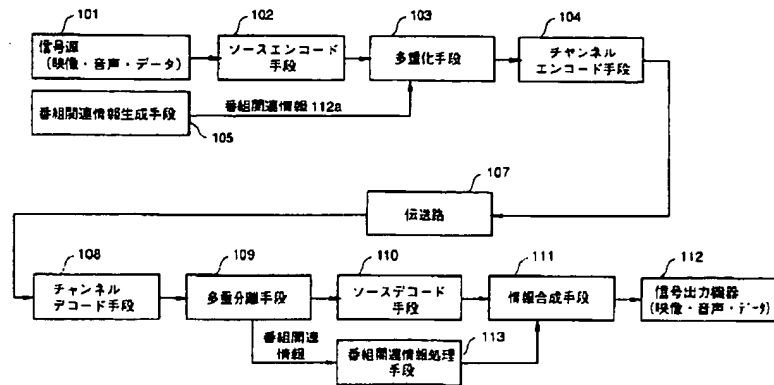 101
信号源
(映像・音声・データ)
102
ソースエンコード
手段
103
多重化手段
104
チャンネル
エンコード手段
番組関連情報生成手段
105
番組関連情報 112a
107
伝送路
108
チャンネル
デコード手段
109
多重分離手段
110
ソースデコード
手段
111
情報合成手段
112
信号出力機器
(映像・音声・データ)
番組関連
情報
113
番組関連情報処理
手段